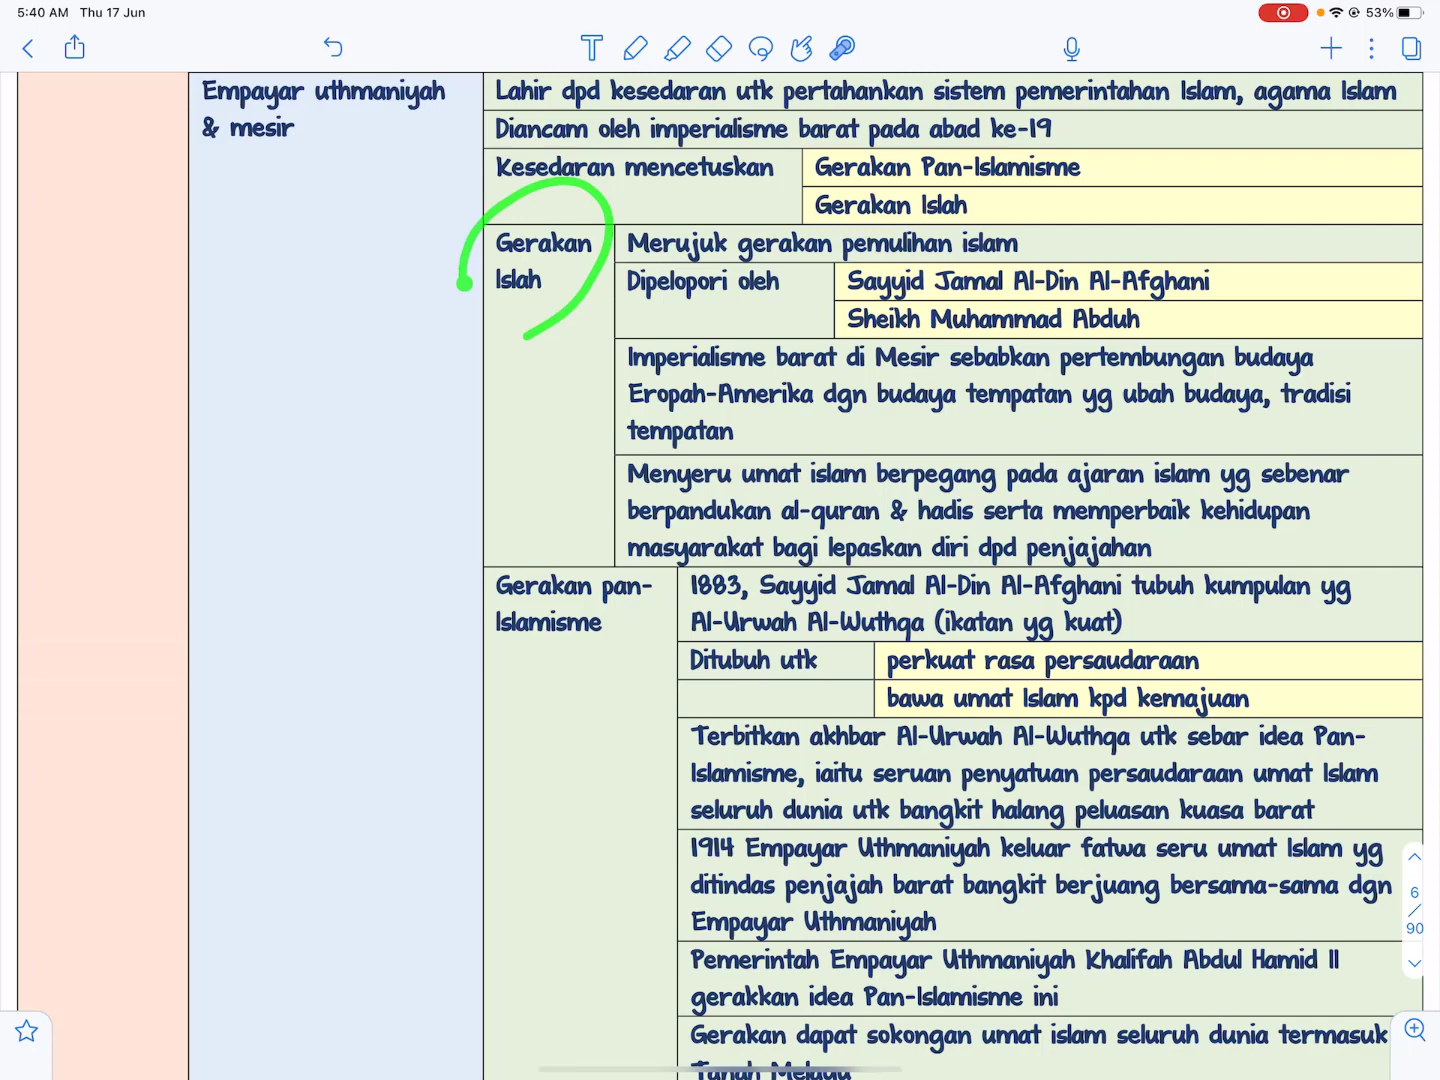 5:40 AM Thu 17 Jun
53%
Empayar uthmaniyah
& mesir
Lahir dpd kesedaran utk pertahankan sistem pemerintahan Islam, agama Islam
Diancam oleh imperialisme barat pada abad ke-19
Kesedaran mencetuskan
Gerakan Pan-Islamisme
Gerakan Islah
Gerakan
Islah
Merujuk gerakan pemulihan islam
Dipelopori oleh
Sayyid Jamal Al-Din Al-Afghani
Sheikh Muhammad Abduh
Imperialisme barat di Mesir sebabkan pertembungan budaya
Eropah-Amerika dgn budaya tempatan yg ubah budaya, tradisi
tempatan
Menyeru umat islam berpegang pada ajaran islam yg sebenar
berpandukan al-quran & hadis serta memperbaik kehidupan
masyarakat bagi lepaskan diri dpd penjajahan
Gerakan pan-
Islamisme
1883, Sayyid Jamal Al-Din Al-Afghani tubuh kumpulan yg
Al-Urwah Al-Wuthqa (ikatan yg kuat)
Ditubuh utk
perkuat rasa persaudaraan
bawa umat Islam kpd kemajuan
Terbitkan akhbar Al-Urwah Al-Wuthqa utk sebar idea Pan-
Islamisme, iaitu seruan penyatuan persaudaraan umat Islam
seluruh dunia utk bangkit halang peluasan kuasa barat
1914 Empayar Uthmaniyah keluar fatwa seru umat Islam yg
ditindas penjajah barat bangkit berjuang bersama-sama dgn
Empayar Uthmaniyah
Pemerintah Empayar Uthmaniyah Khalifah Abdul Hamid II
gerakkan idea Pan-Islamisme ini
Gerakan dapat sokongan umat islam seluruh dunia termasuk
Tanah Melayu
6
/
90